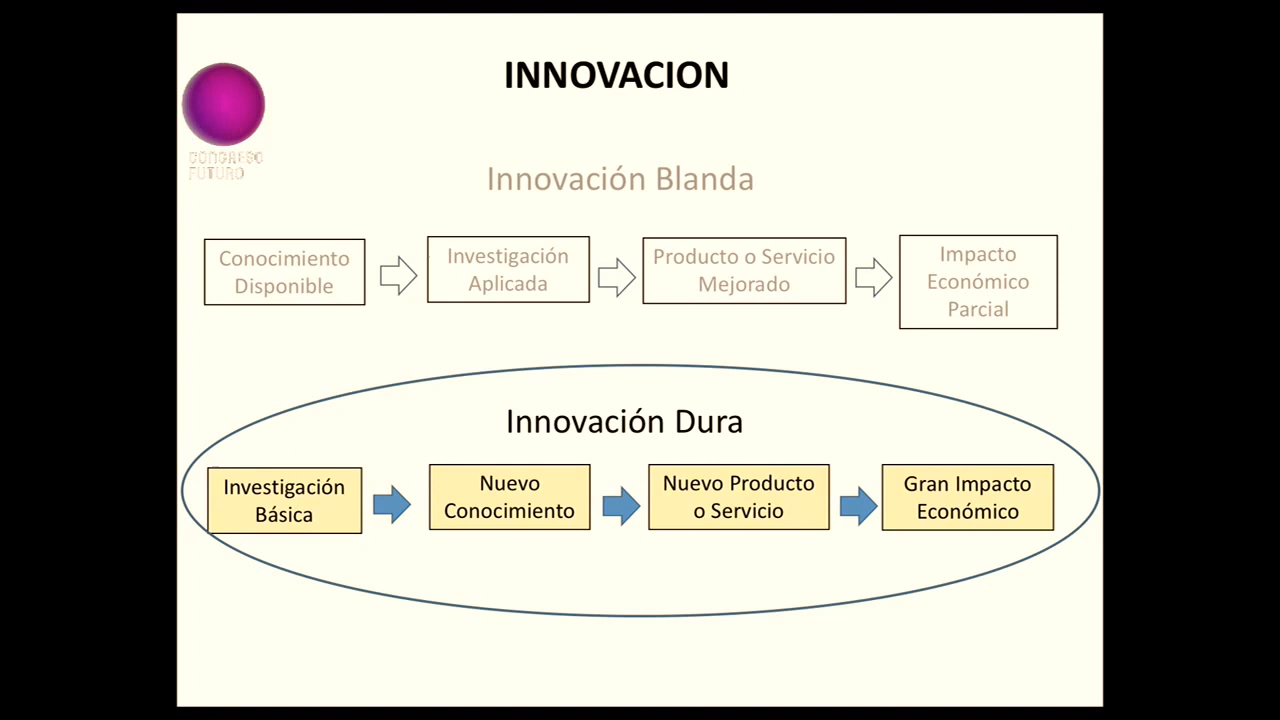 INNOVACION
CONGRESO
FUTURO
Innovación Blanda
Conocimiento
Disponible
Investigación
Aplicada
Producto o Servicio
Mejorado
Impacto
Económico
Parcial
Innovación Dura
Investigación
Básica
Nuevo
Conocimiento
Nuevo Producto
o Servicio
Gran Impacto
Económico